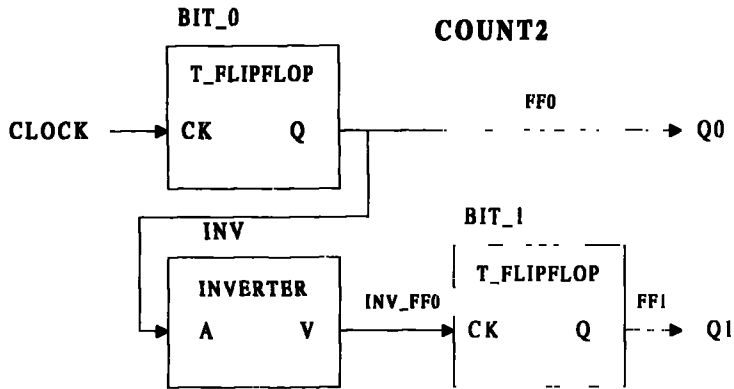 BIT_0
COUNT2
T_FLIPFLOP
FF0
CLOCK
CK Q
Q0
INV
BIT_1
INVERTER
T_FLIPFLOP
INV_FF0
FF1
A V
CK Q
Q1